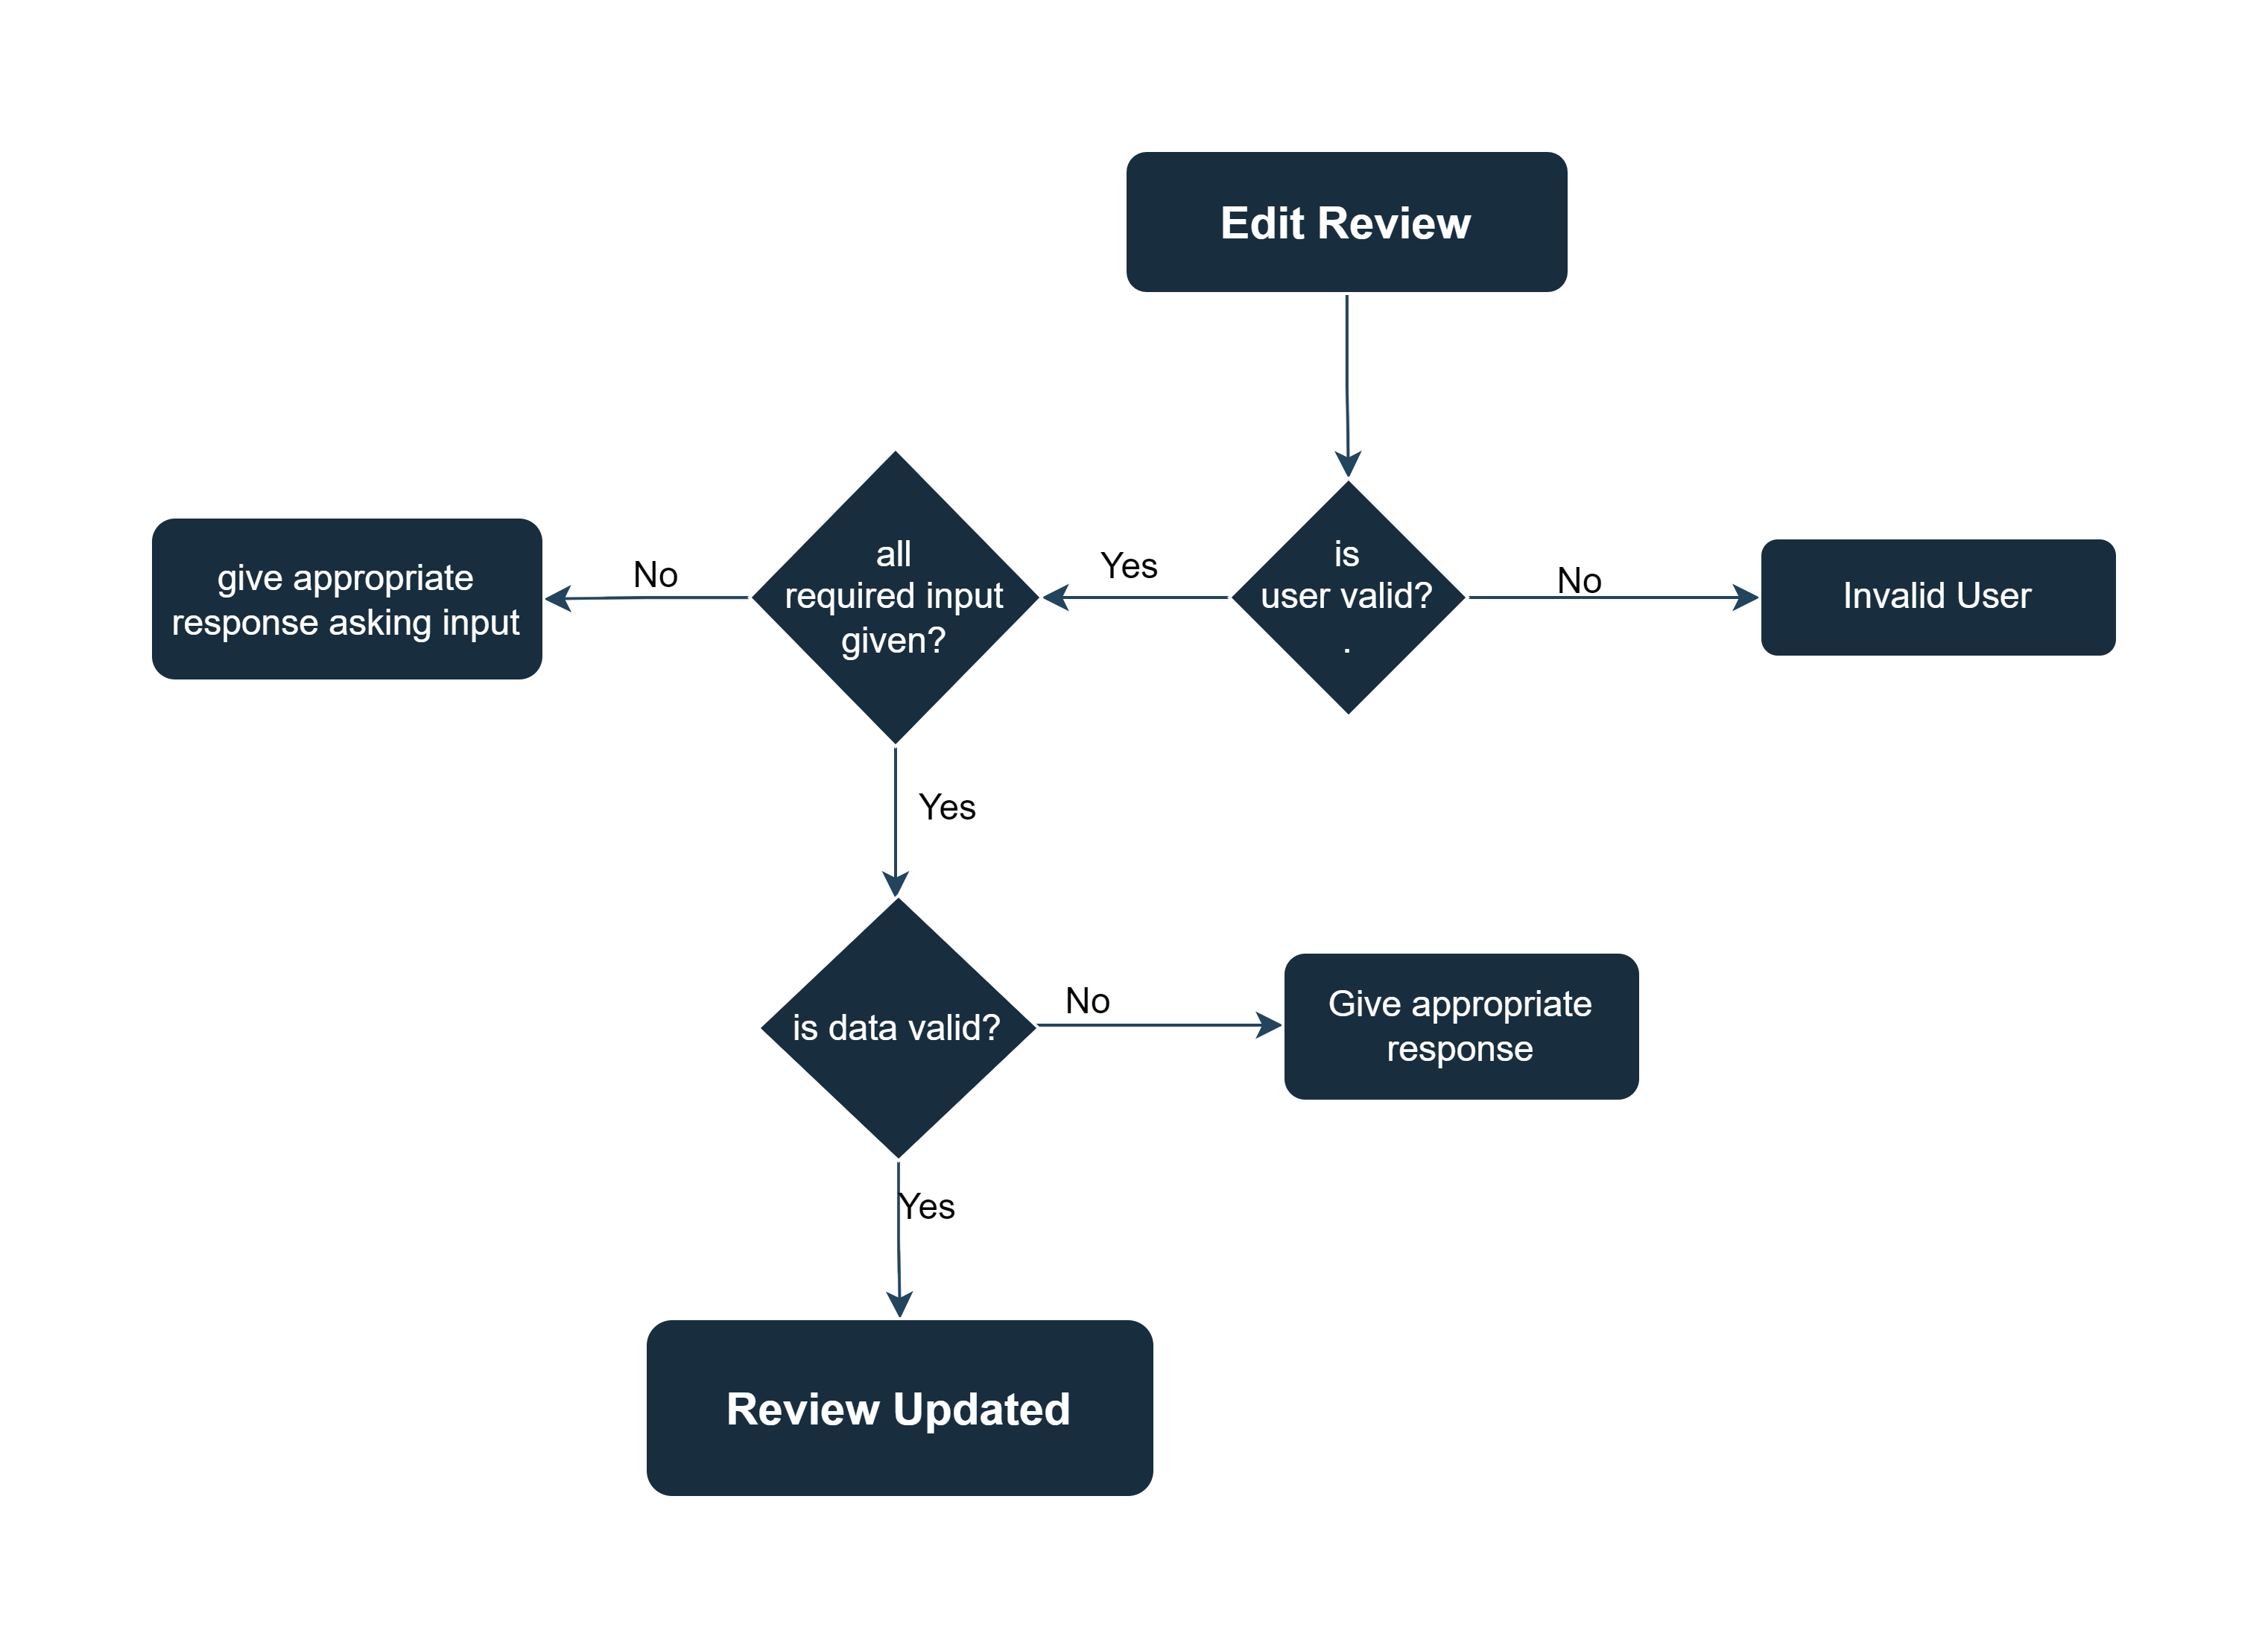 Edit Review
is
user valid?
.
Yes
No
Invalid User
all
required input
given?
No
give appropriate
response asking input
Yes
is data valid?
No
Give appropriate
response
Yes
Review Updated